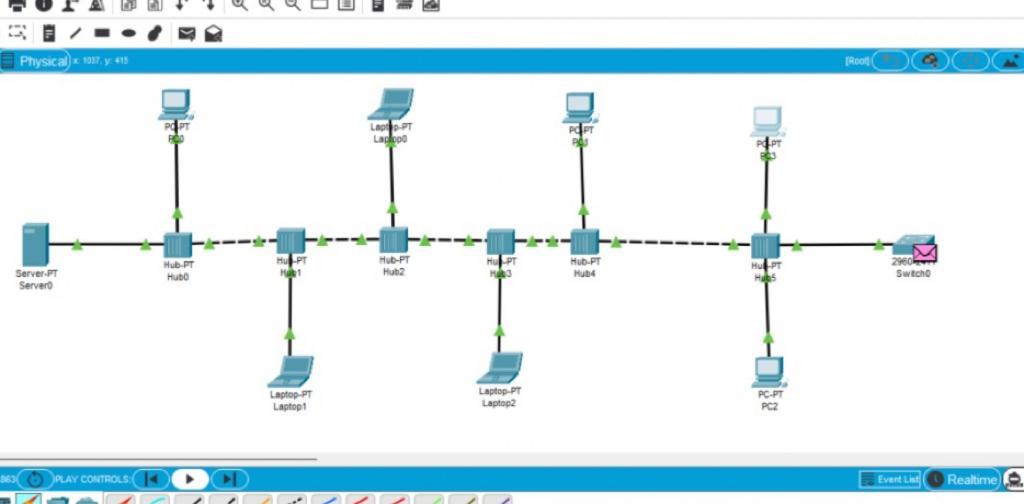 Physical x: 1037, y: 415 [Root]
PC-PT
PC0
Laptop-PT
Laptop0
PC-PT
PC1
PC-PT
PC3
Server-PT
Server0
Hub-PT
Hub0
Hub-PT
Hub1
Hub-PT
Hub2
Hub-PT
Hub3
Hub-PT
Hub4
Hub-PT
Hub5
Switch0
Laptop-PT
Laptop1
Laptop-PT
Laptop2
PC-PT
PC2
863 PLAY CONTROLS: Event List Realtime